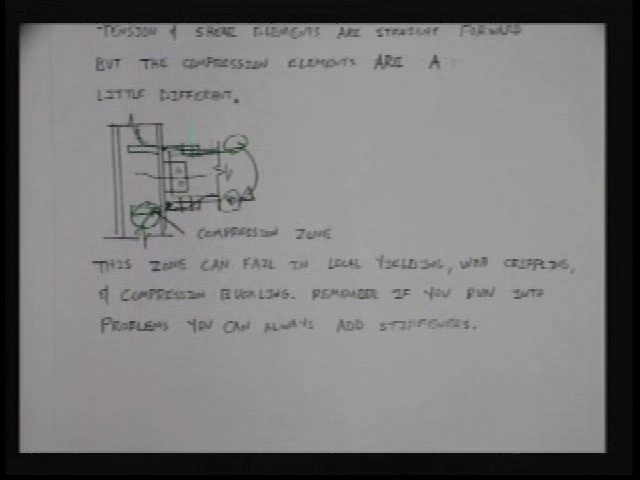 TENSION & SHEAR ELEMENTS ARE STRAIGHT FORWARD
BUT THE COMPRESSION ELEMENTS ARE A
LITTLE DIFFERENT.
COMPRESSION ZONE
THIS ZONE CAN FAIL IN LOCAL YIELDING, WEB CRIPPLING,
& COMPRESSION BUCKLING. REMEMBER IF YOU RUN INTO
PROBLEMS YOU CAN ALWAYS ADD STIFFENERS.